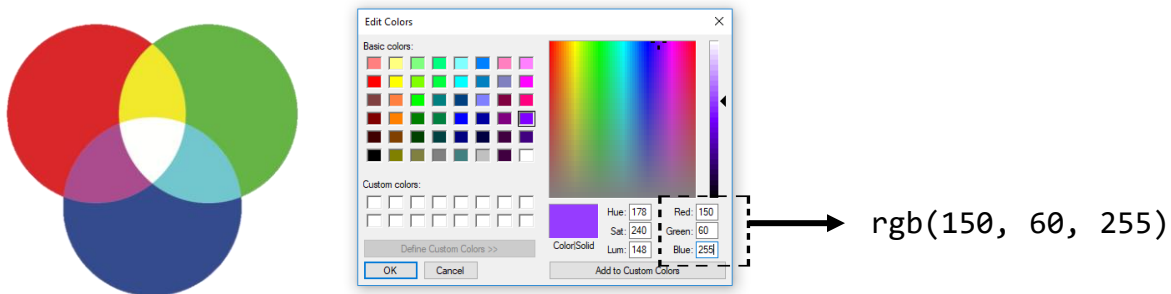 Edit Colors
Basic colors:
Custom colors:
Define Custom Colors >>
OK Cancel
Color|Solid
Hue: 178 Red: 150
Sat: 240 Green: 60
Lum: 148 Blue: 255
Add to Custom Colors
rgb(150, 60, 255)